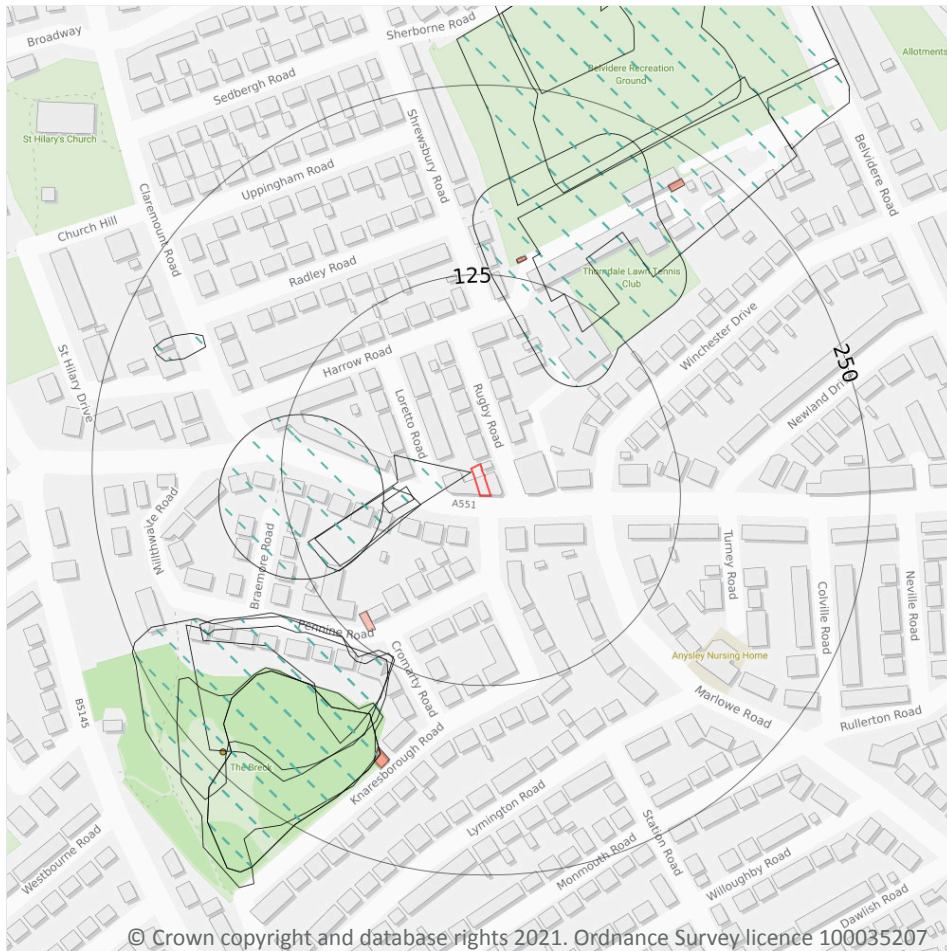 Broadway
Sherborne Road
Sedbergh Road
Belvidere Recreation
Ground
Allotments
St Hilary's Church
Shrewsbury Road
Uppingham Road
Belvidere Road
Claremount Road
Church Hill
Radley Road
125
Thorndale Lawn Tennis
Club
Winchester Drive
Harrow Road
250
St Hilary Drive
Loretto Road
Rugby Road
Newland Drive
A551
Braemore Road
Turney Road
Colville Road
Neville Road
Pennine Road
Cromarty Road
Anysley Nursing Home
Marlowe Road
Rullerton Road
B5145
The Breck
Knaresborough Road
Lymington Road
Station Road
Monmouth Road
Westbourne Road
Willoughby Road
Dawlish Road
© Crown copyright and database rights 2021. Ordnance Survey licence 100035207